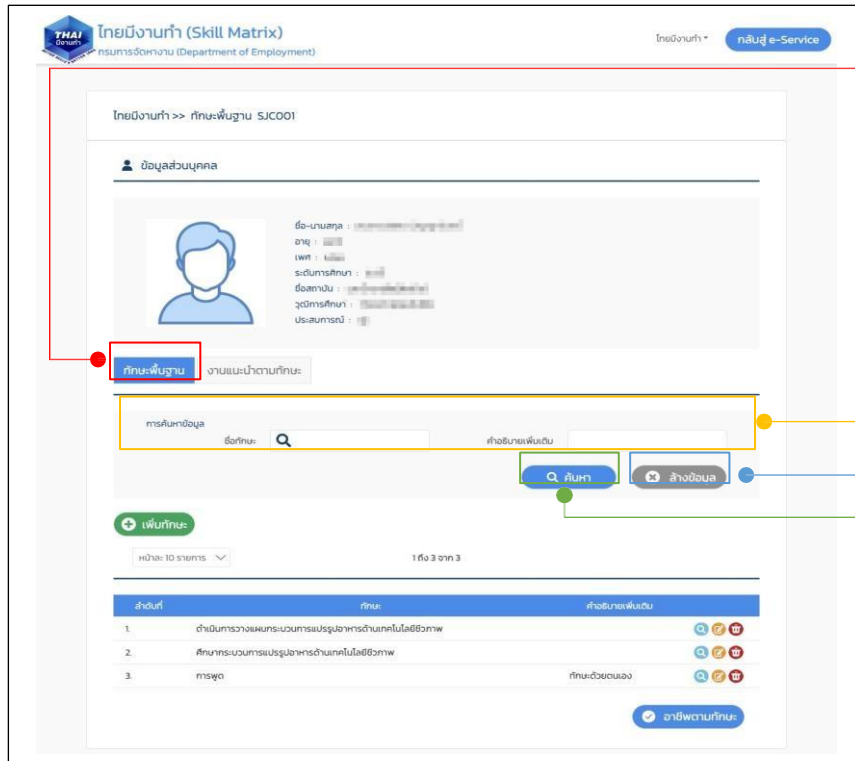 THAI
มีงานทำ
ไทยมีงานทำ (Skill Matrix)
กรมการจัดหางาน (Department of Employment)
ไทยมีงานทำ
กลับสู่ e-Service
ไทยมีงานทำ >> ทักษะพื้นฐาน SJC001
ข้อมูลส่วนบุคคล
ชื่อ-นามสกุล :
อายุ :
เพศ :
ระดับการศึกษา :
ชื่อสถาบัน :
วุฒิการศึกษา :
ประสบการณ์ :
ทักษะพื้นฐาน งานแนะนำตามทักษะ
การค้นหาข้อมูล
ชื่อทักษะ คำอธิบายเพิ่มเติม
ค้นหา ล้างข้อมูล
เพิ่มทักษะ
หน้าละ 10 รายการ 1 ถึง 3 จาก 3
ลำดับที่ ทักษะ คำอธิบายเพิ่มเติม
1. ดำเนินการวางแผนกระบวนการแปรรูปอาหารด้านเทคโนโลยีชีวภาพ
2. ศึกษากระบวนการแปรรูปอาหารด้านเทคโนโลยีชีวภาพ
3. การพูด ทักษะด้วยตนเอง
อาชีพตามทักษะ